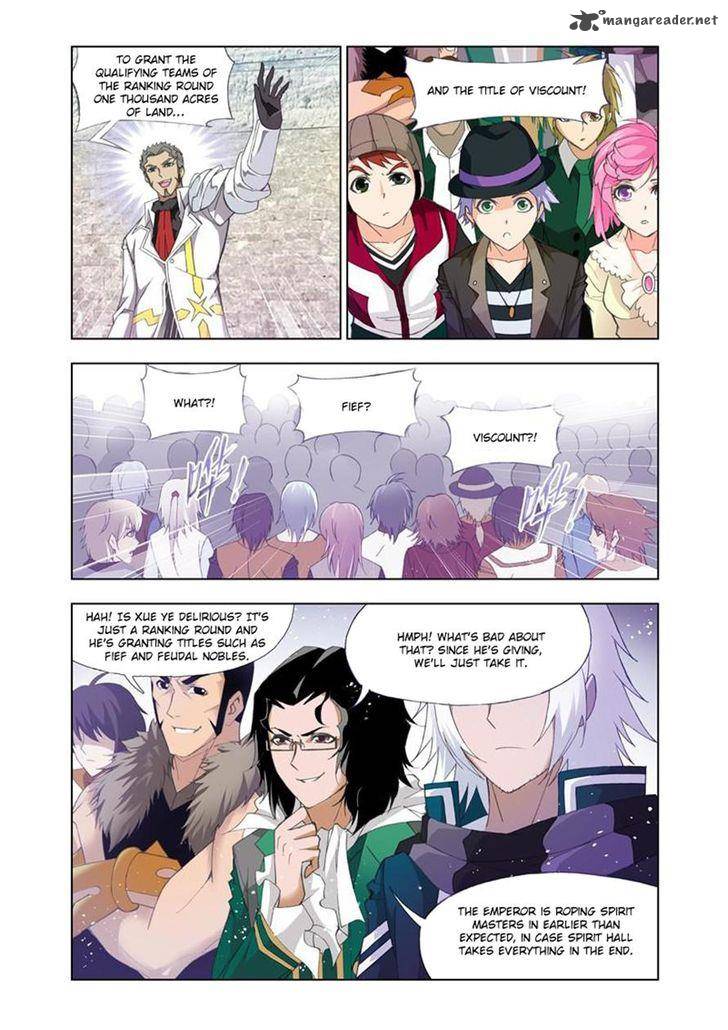 mangareader.net
TO GRANT THE
QUALIFYING TEAMS OF
THE RANKING ROUND
ONE THOUSAND ACRES
OF LAND...
AND THE TITLE OF VISCOUNT!
WHAT?!
FIEF?
VISCOUNT?!
哗!
哗!
HAH! IS XUE YE DELIRIOUS? IT'S
JUST A RANKING ROUND AND
HE'S GRANTING TITLES SUCH AS
FIEF AND FEUDAL NOBLES.
HMPH! WHAT'S BAD ABOUT
THAT? SINCE HE'S GIVING,
WE'LL JUST TAKE IT.
THE EMPEROR IS ROPING SPIRIT
MASTERS IN EARLIER THAN
EXPECTED, IN CASE SPIRIT HALL
TAKES EVERYTHING IN THE END.